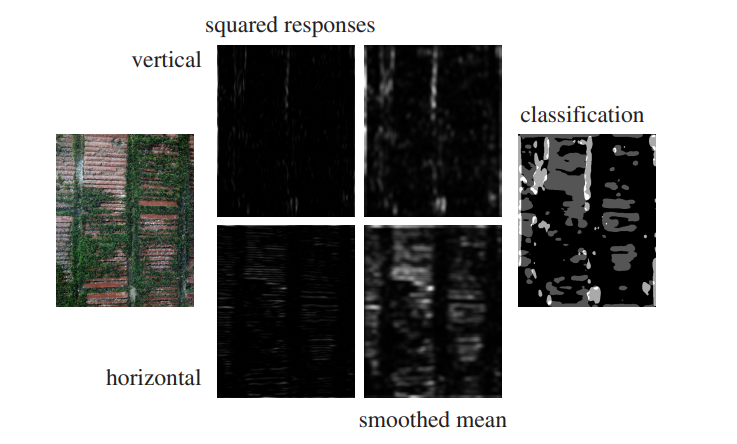 squared responses
vertical
classification
horizontal
smoothed mean